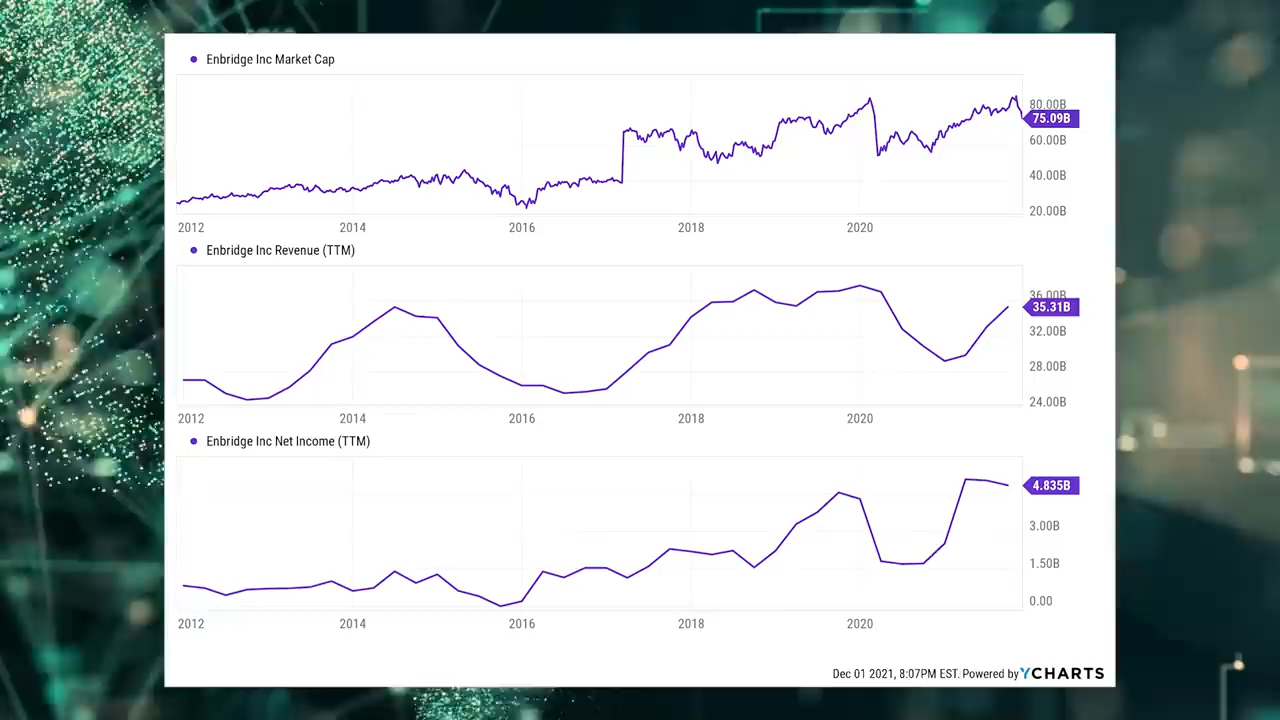 Enbridge Inc Market Cap
80.00B
75.09B
60.00B
40.00B
20.00B
2012 2014 2016 2018 2020
Enbridge Inc Revenue (TTM)
36.00B
35.31B
32.00B
28.00B
24.00B
2012 2014 2016 2018 2020
Enbridge Inc Net Income (TTM)
4.835B
3.00B
1.50B
0.00
2012 2014 2016 2018 2020
Dec 01 2021, 8:07PM EST. Powered by YCHARTS